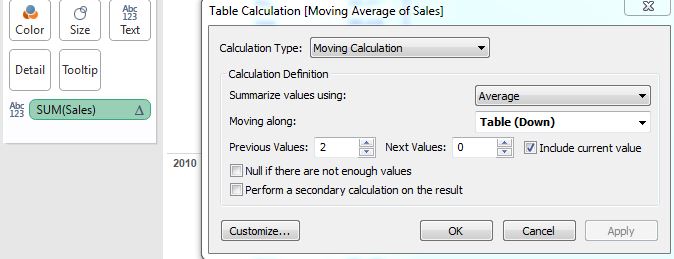 Table Calculation [Moving Average of Sales]
Abc
123
Color Size Text
Calculation Type: Moving Calculation
Detail Tooltip
Calculation Definition
Summarize values using: Average
Abc
123 SUM(Sales) Δ
Moving along: Table (Down)
Previous Values: 2 Next Values: 0 Include current value
2010
Null if there are not enough values
Perform a secondary calculation on the result
Customize... OK Cancel Apply